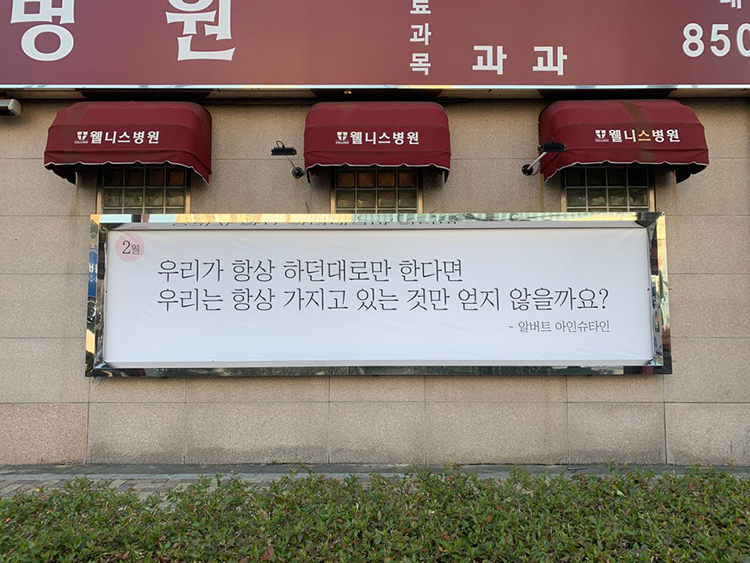 병원
료과목
과 과
850
웰니스병원
웰니스병원
웰니스병원
2월
우리가 항상 하던대로만 한다면
우리는 항상 가지고 있는 것만 얻지 않을까요?
- 알버트 아인슈타인